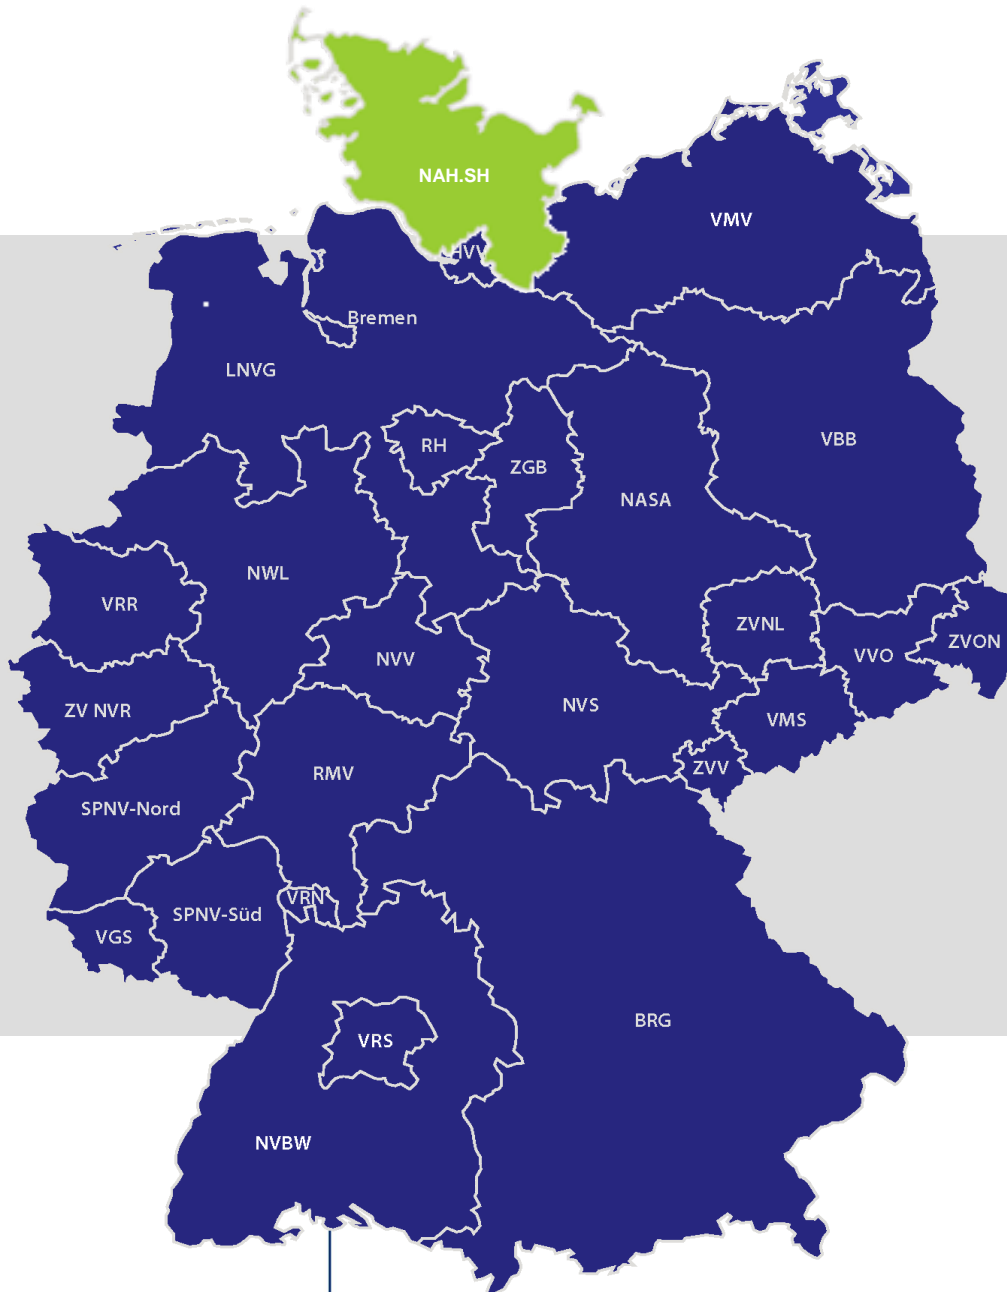 NAH.SH
VMV
HVV
Bremen
LNVG
VBB
RH
ZGB
NASA
NWL
VRR
ZVNL
ZVON
NVV
VVO
NVS
ZV NVR
VMS
ZVV
RMV
SPNV-Nord
VRN
SPNV-Süd
VGS
BRG
VRS
NVBW